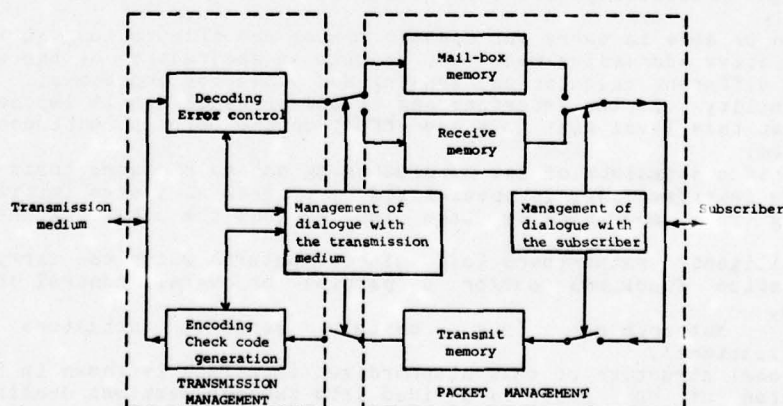 Mail-box
memory
Decoding
Error control
Receive
memory
Transmission
medium
Management of
dialogue with
the transmission
medium
Management of
dialogue with
the subscriber
Subscriber
Encoding
Check code
generation
Transmit
memory
TRANSMISSION
MANAGEMENT
PACKET MANAGEMENT